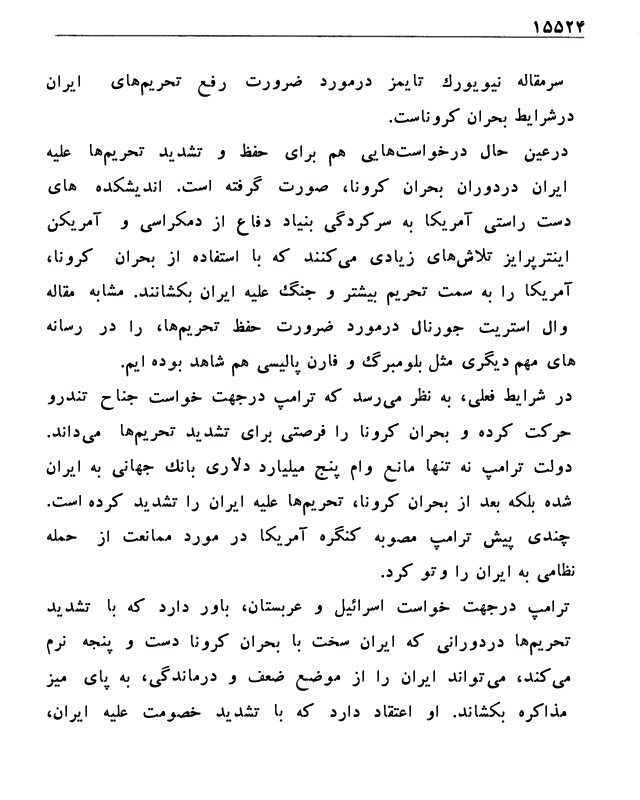 ۱۵۵۲۴
سرمقاله نیویورك تایمز درمورد ضرورت رفع تحریم‌های ایران
درشرایط بحران کروناست.
درعین حال درخواست‌هایی هم برای حفظ و تشدید تحریم‌ها علیه
ایران دردوران بحران کرونا، صورت گرفته است. اندیشکده های
دست راستی آمریکا به سرکردگی بنیاد دفاع از دمکراسی و آمریکن
اینترپرایز تلاش‌های زیادی می‌کنند که با استفاده از بحران کرونا،
آمریکا را به سمت تحریم بیشتر و جنگ علیه ایران بکشانند. مشابه مقاله
وال استریت جورنال درمورد ضرورت حفظ تحریم‌ها، را در رسانه
های مهم دیگری مثل بلومبرگ و فارن پالیسی هم شاهد بوده ایم.
در شرایط فعلی، به نظر می‌رسد که ترامپ درجهت خواست جناح تندرو
حرکت کرده و بحران کرونا را فرصتی برای تشدید تحریم‌ها می‌داند.
دولت ترامپ نه تنها مانع وام پنج میلیارد دلاری بانك جهانی به ایران
شده بلکه بعد از بحران کرونا، تحریم‌ها علیه ایران را تشدید کرده است.
چندی پیش ترامپ مصوبه کنگره آمریکا در مورد ممانعت از حمله
نظامی به ایران را وتو کرد.
ترامپ درجهت خواست اسرائیل و عربستان، باور دارد که با تشدید
تحریم‌ها دردورانی که ایران سخت با بحران کرونا دست و پنجه نرم
می‌کند، می‌تواند ایران را از موضع ضعف و درماندگی، به پای میز
مذاکره بکشاند. او اعتقاد دارد که با تشدید خصومت علیه ایران،